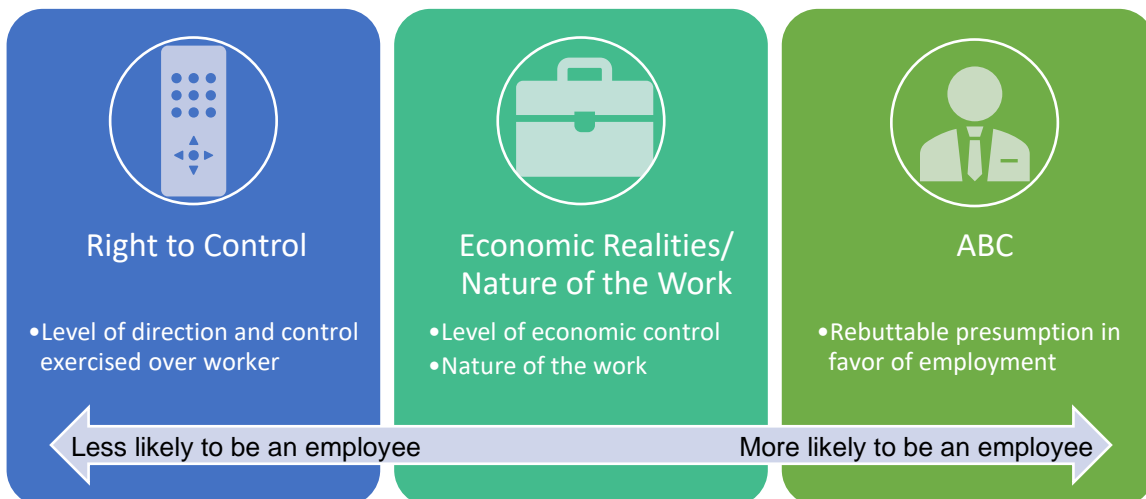 Right to Control
•Level of direction and control
exercised over worker
Economic Realities/
Nature of the Work
•Level of economic control
•Nature of the work
ABC
•Rebuttable presumption in
favor of employment
Less likely to be an employee
More likely to be an employee